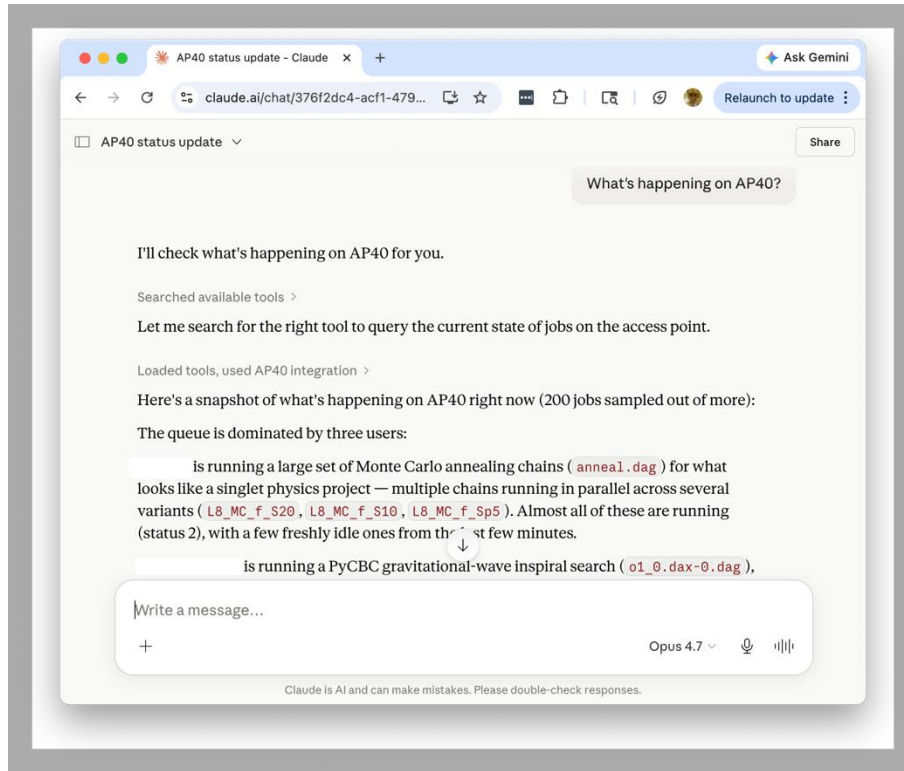 AP40 status update - Claude
Ask Gemini
claude.ai/chat/376f2dc4-acf1-479...
Relaunch to update
AP40 status update
Share
What's happening on AP40?
I'll check what's happening on AP40 for you.
Searched available tools >
Let me search for the right tool to query the current state of jobs on the access point.
Loaded tools, used AP40 integration >
Here's a snapshot of what's happening on AP40 right now (200 jobs sampled out of more):
The queue is dominated by three users:
is running a large set of Monte Carlo annealing chains ( anneal.dag ) for what
looks like a singlet physics project — multiple chains running in parallel across several
variants ( L8_MC_f_S20 , L8_MC_f_S10 , L8_MC_f_Sp5 ). Almost all of these are running
(status 2), with a few freshly idle ones from few minutes.
is running a PyCBC gravitational-wave inspiral search ( o1_0.dax-0.dag ),
Write a message...
Opus 4.7
Claude is AI and can make mistakes. Please double-check responses.